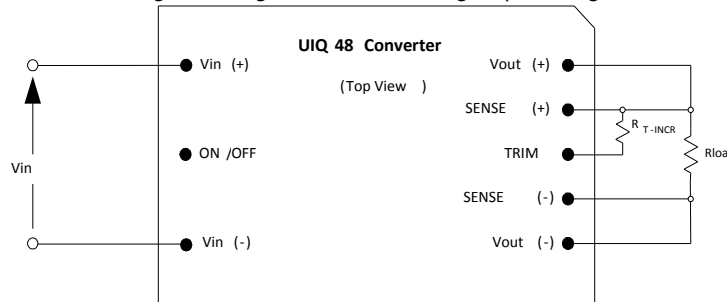 UIQ 48 Converter
(Top View )
Vin (+)
Vout (+)
SENSE (+)
R T-INCR
ON /OFF
TRIM
Vin
Rloa
SENSE (-)
Vin (-)
Vout (-)